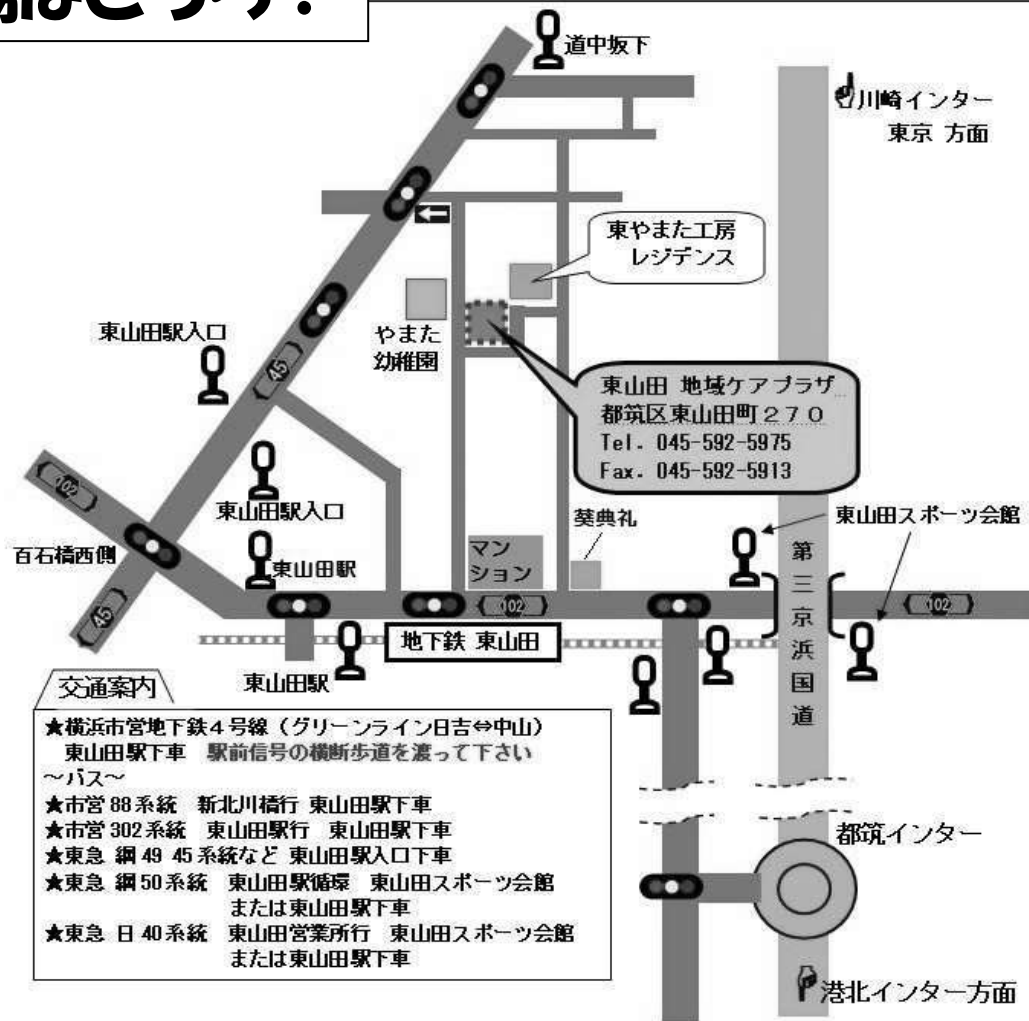 道中坂下
川崎インター
東京 方面
東やまた工房
レジデンス
東山田駅入口
やまた
幼稚園
45
東山田 地域ケアプラザ
都筑区東山田町270
Tel. 045-592-5975
Fax. 045-592-5913
102
東山田駅入口
葵典礼
東山田スポーツ会館
百石橋西側
東山田駅
マン
ション
第三京浜国道
102
102
45
地下鉄 東山田
東山田駅
交通案内
★横浜市営地下鉄4号線(グリーンライン日吉⇔中山)
東山田駅下車 駅前信号の横断歩道を渡って下さい
~バス~
★市営88系統 新北川橋行 東山田駅下車
★市営302系統 東山田駅行 東山田駅下車
★東急 綱49 45系統など 東山田駅入口下車
★東急 綱50系統 東山田駅循環 東山田スポーツ会館
または東山田駅下車
★東急 日40系統 東山田営業所行 東山田スポーツ会館
または東山田駅下車
都筑インター
港北インター方面